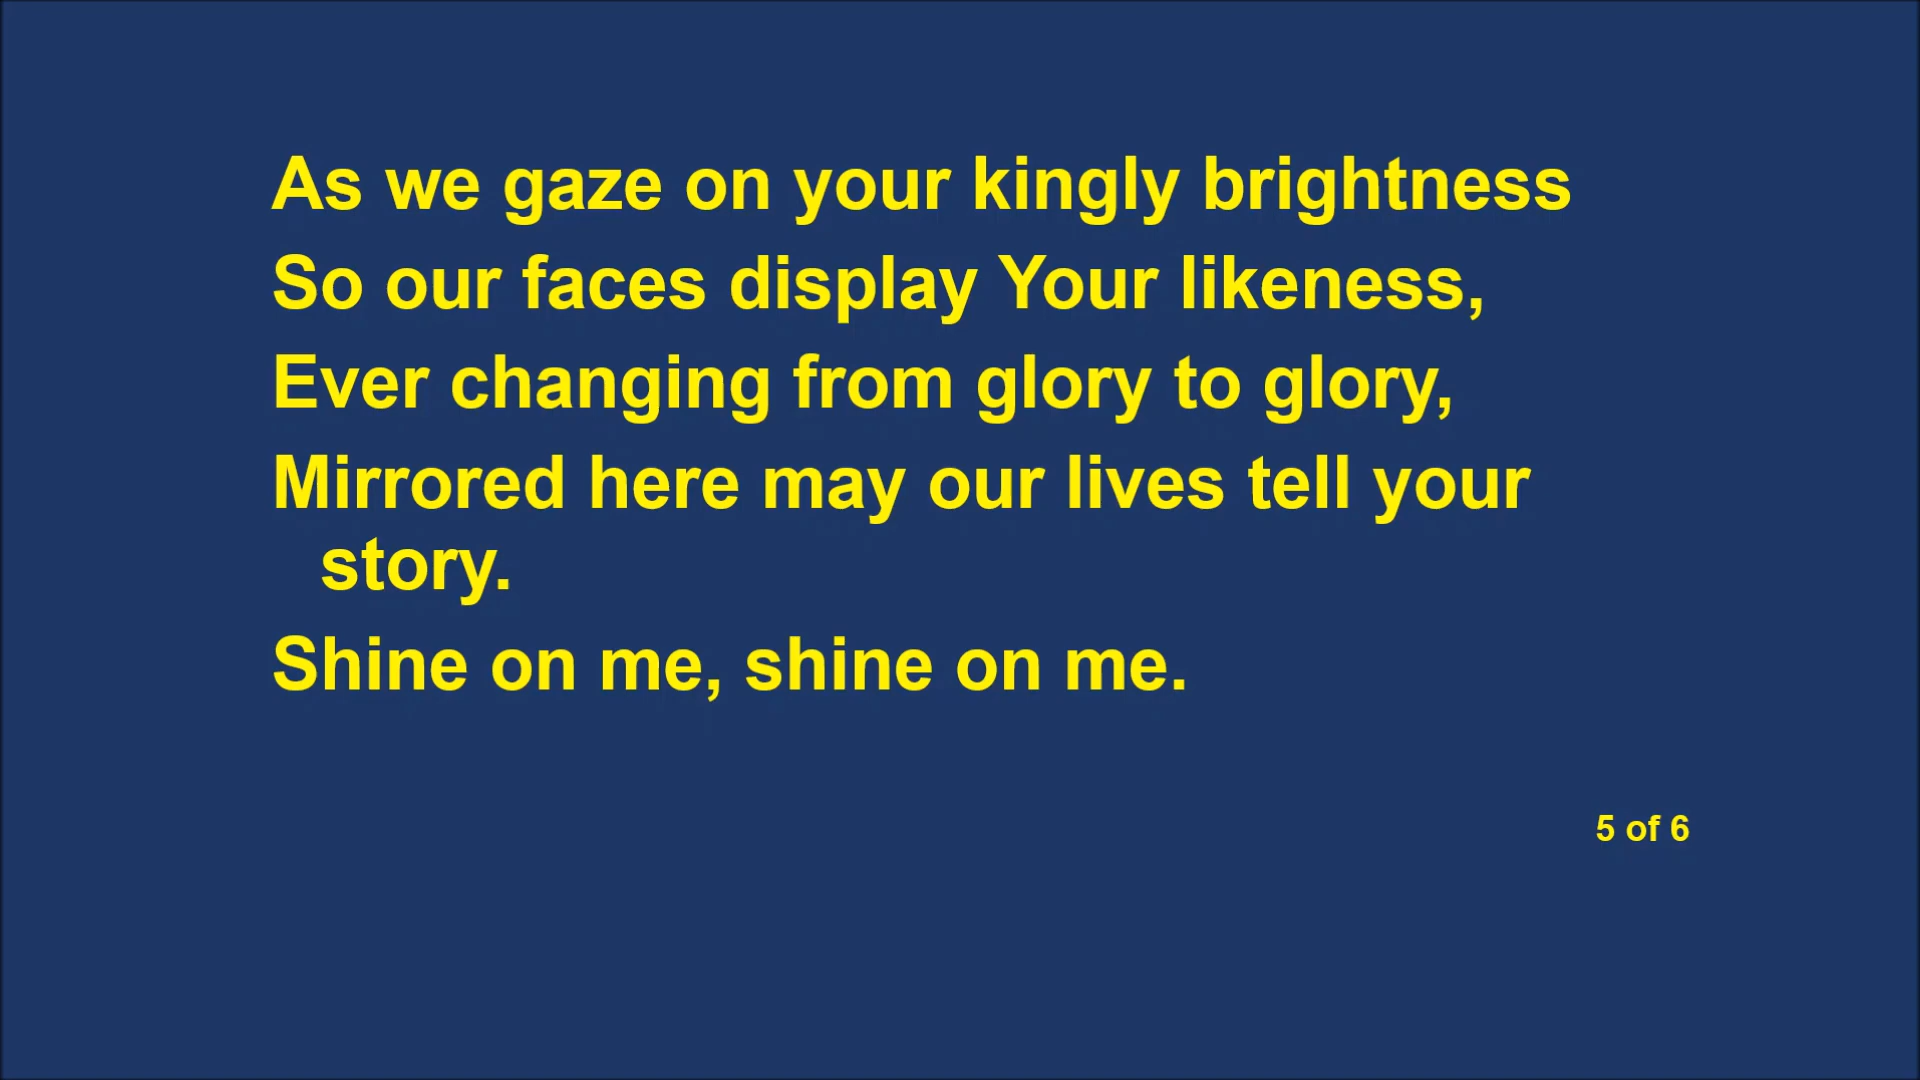 As we gaze on your kingly brightness
So our faces display Your likeness,
Ever changing from glory to glory,
Mirrored here may our lives tell your
story.
Shine on me, shine on me.
5 of 6